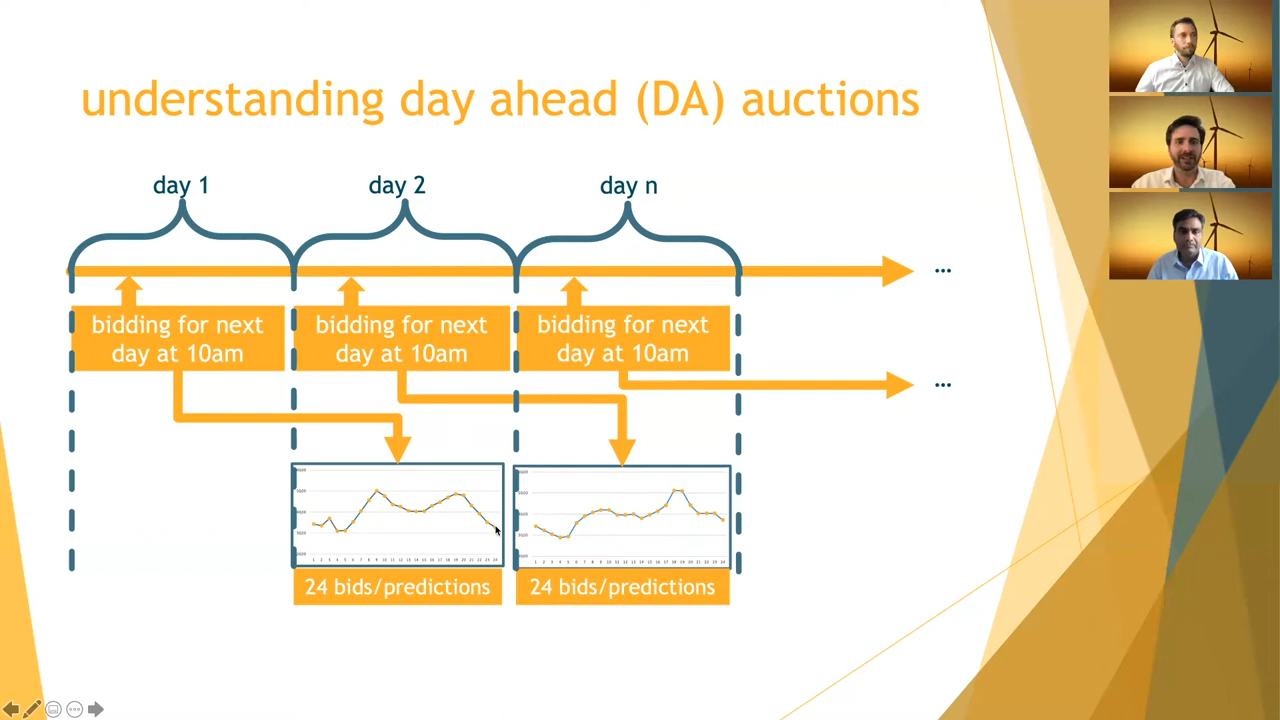 understanding day ahead (DA) auctions
day 1
day 2
day n
...
bidding for next
day at 10am
bidding for next
day at 10am
bidding for next
day at 10am
...
24 bids/predictions
24 bids/predictions